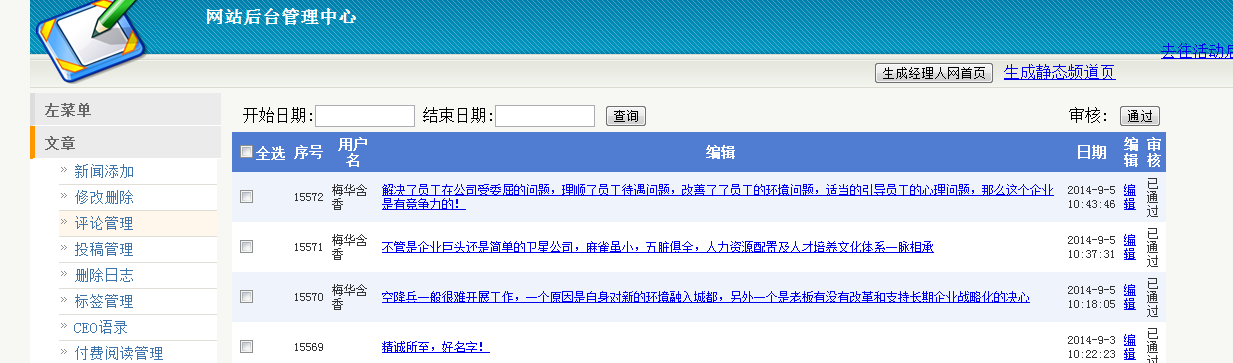 网站后台管理中心
去往活动后
生成经理人网首页 生成静态频道页
左菜单
开始日期: 结束日期: 查询 审核: 通过
文章
全选 序号 用户名 编辑 日期 编辑 审核
» 新闻添加
» 修改删除
» 评论管理
» 投稿管理
» 删除日志
» 标签管理
» CEO语录
» 付费阅读管理
15572 梅华含香 解决了员工在公司受委屈的问题，理顺了员工待遇问题，改善了了员工的环境问题，适当的引导员工的心理问题，那么这个企业
是有竞争力的！ 2014-9-5 10:43:46 编辑 已通过
15571 梅华含香 不管是企业巨头还是简单的卫星公司，麻雀虽小，五脏俱全，人力资源配置及人才培养文化体系一脉相承 2014-9-5 10:37:31 编辑 已通过
15570 梅华含香 空降兵一般很难开展工作，一个原因是自身对新的环境融入城都，另外一个是老板有没有改革和支持长期企业战略化的决心 2014-9-5 10:18:05 编辑 已通过
15569 精诚所至，好名字！ 2014-9-3 10:22:23 编辑 已通过